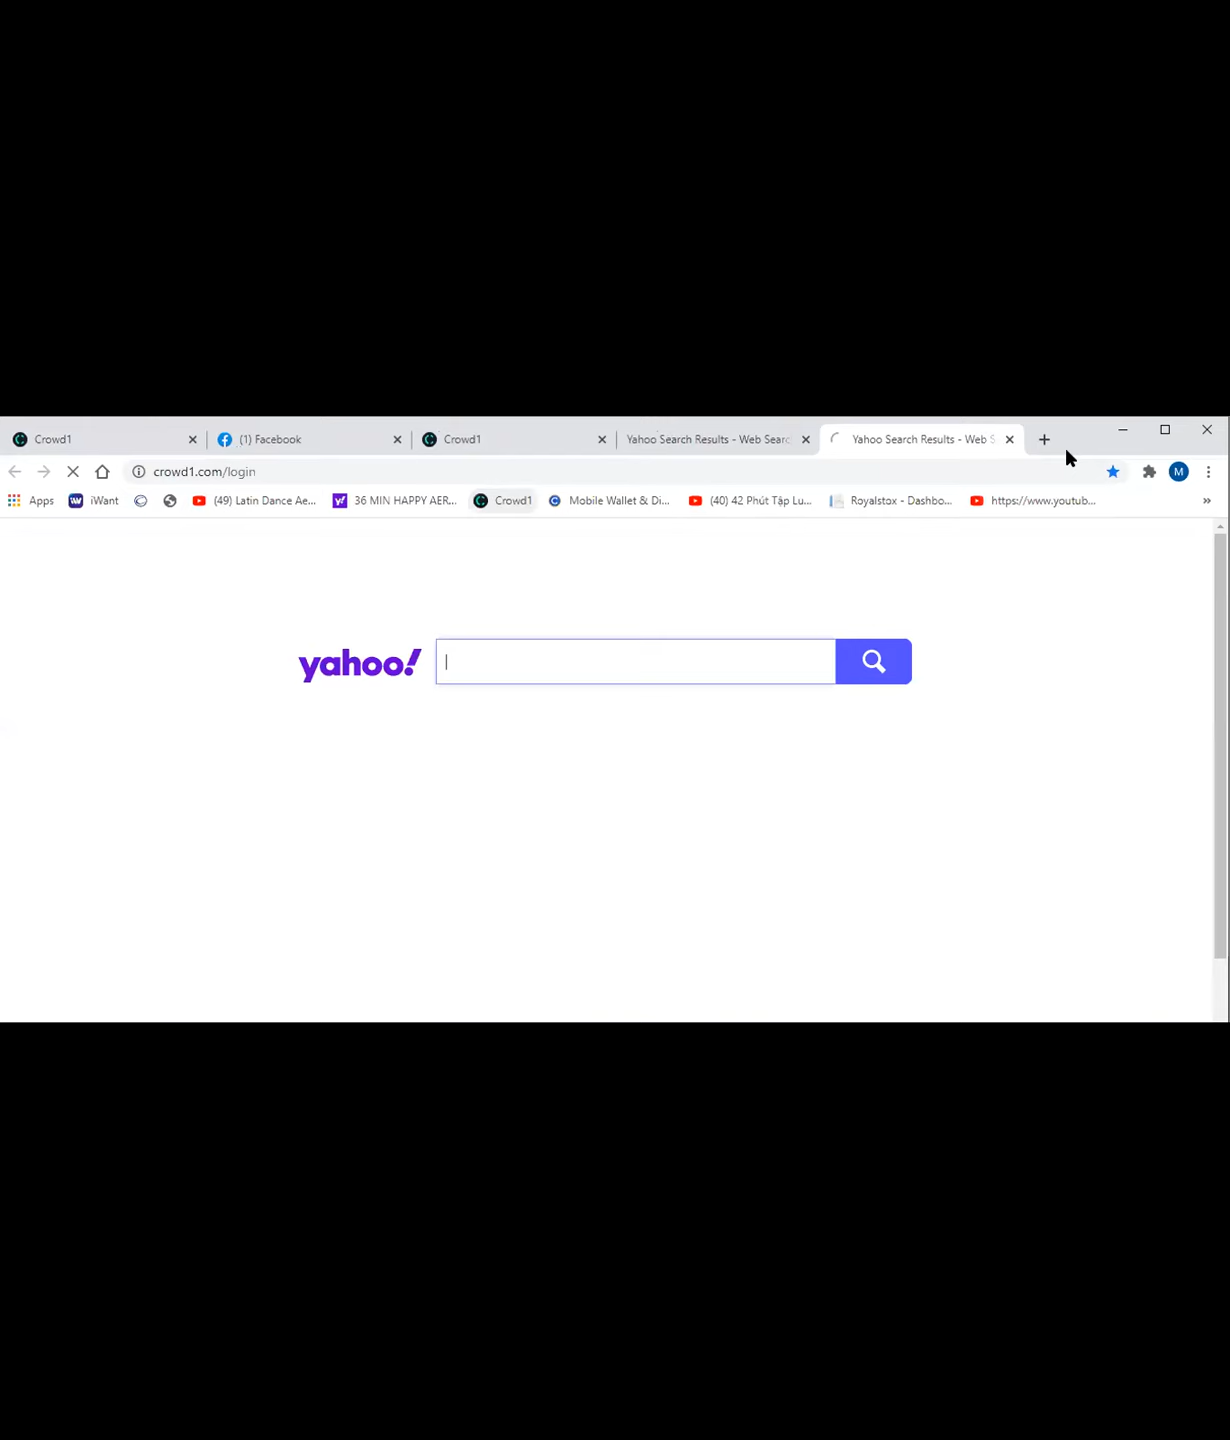 Crowd1 (1) Facebook Crowd1 Yahoo Search Results - Web Searc Yahoo Search Results - Web S
crowd1.com/login M
Apps iWant (49) Latin Dance Ae... 36 MIN HAPPY AER... Crowd1 Mobile Wallet & Di... (40) 42 Phút Tập Lu... Royalstox - Dashbo... https://www.youtub... »
yahoo!